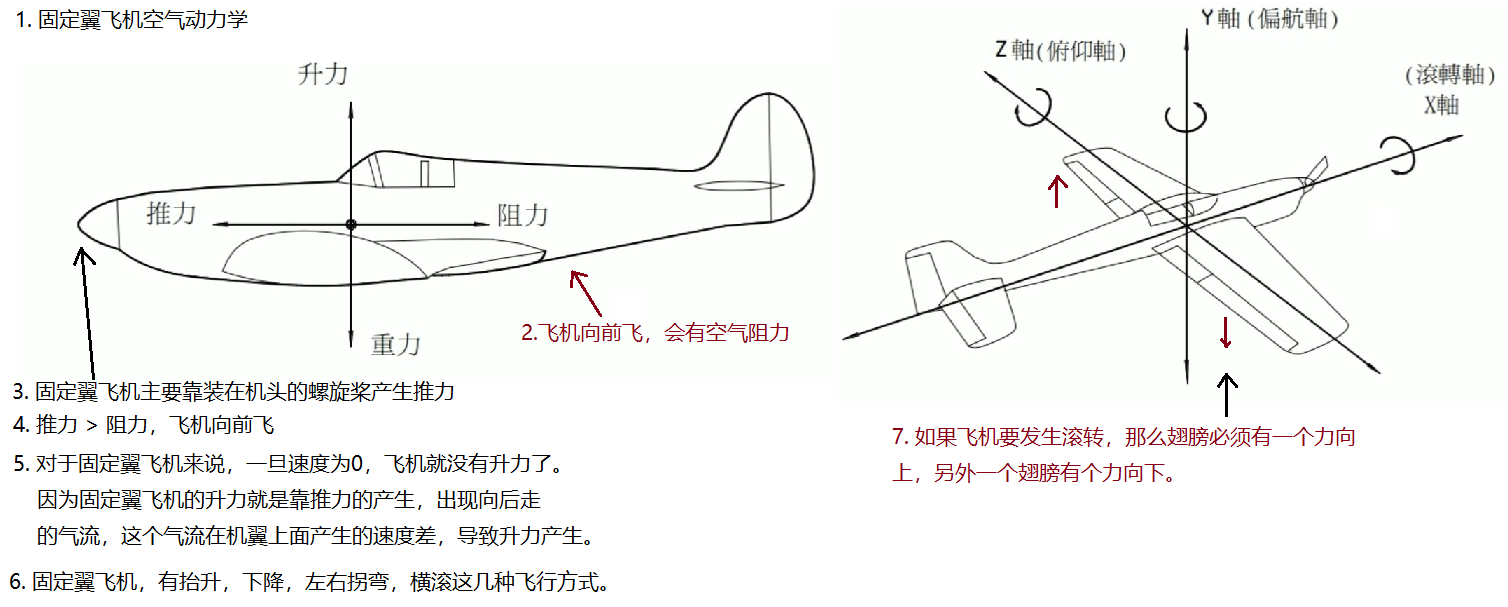 1. 固定翼飞机空气动力学
升力
推力
阻力
重力
2.飞机向前飞，会有空气阻力
3. 固定翼飞机主要靠装在机头的螺旋桨产生推力
4. 推力 > 阻力，飞机向前飞
5. 对于固定翼飞机来说，一旦速度为0，飞机就没有升力了。
因为固定翼飞机的升力就是靠推力的产生，出现向后走
的气流，这个气流在机翼上面产生的速度差，导致升力产生。
6. 固定翼飞机，有抬升，下降，左右拐弯，横滚这几种飞行方式。
Y軸(偏航軸)
Z軸(俯仰軸)
(滾轉軸)
X軸
7. 如果飞机要发生滚转，那么翅膀必须有一个力向
上，另外一个翅膀有个力向下。